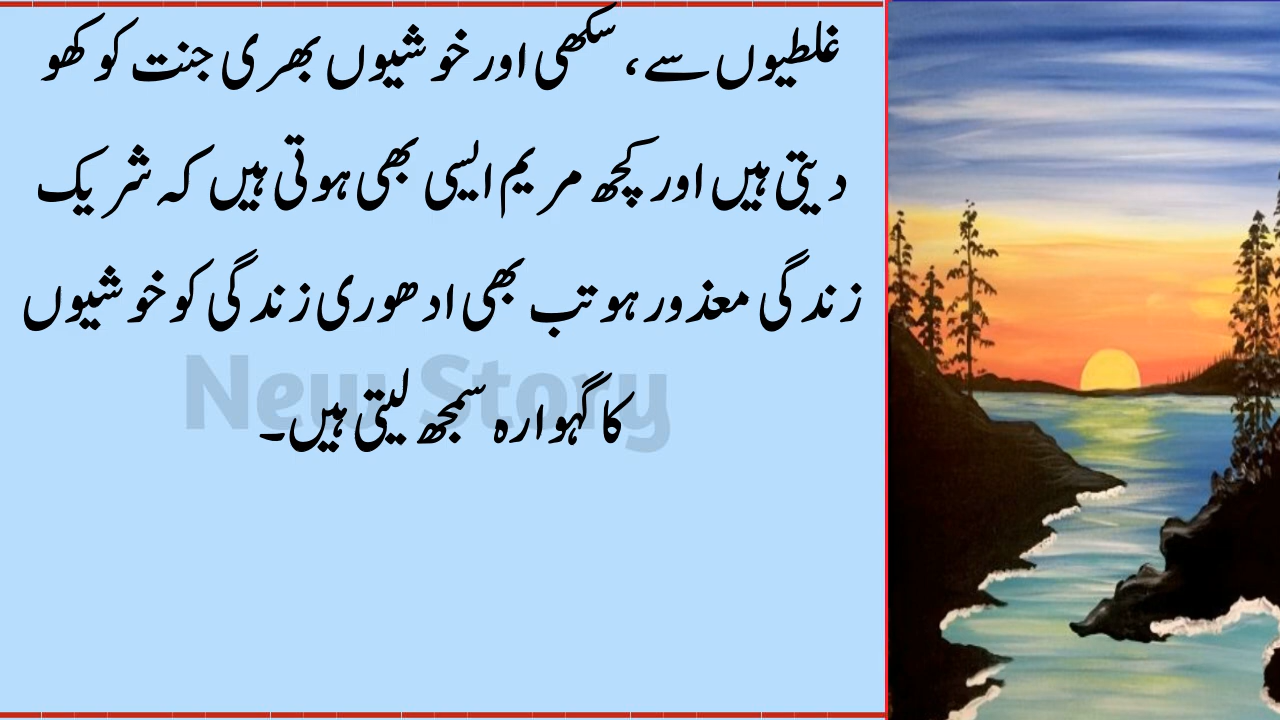 غلطیوں سے، سکھی اور خوشیوں بھری جنت کو کھو
دیتی ہیں اور کچھ مریم ایسی بھی ہوتی ہیں کہ شریک
زندگی معذور ہو تب بھی ادھوری زندگی کو خوشیوں
کا گہوارہ سمجھ لیتی ہیں۔
New Story